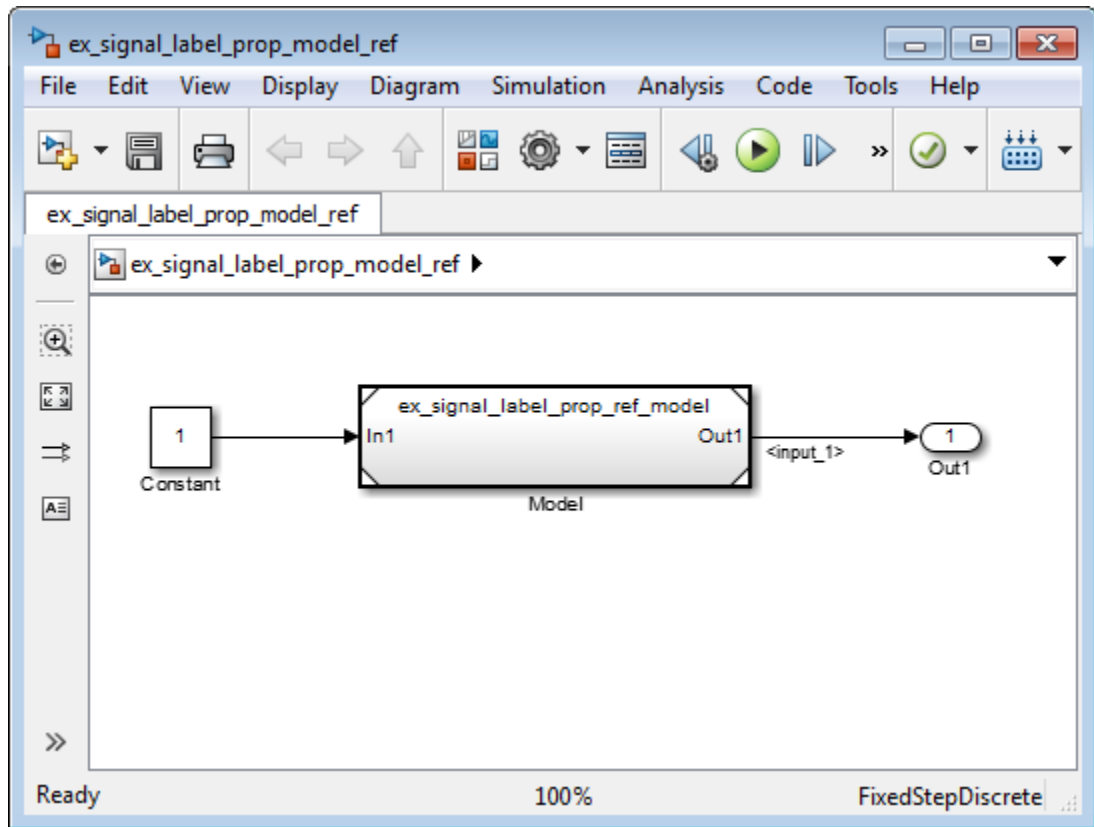 ex_signal_label_prop_model_ref
File Edit View Display Diagram Simulation Analysis Code Tools Help
ex_signal_label_prop_model_ref
ex_signal_label_prop_model_ref
ex_signal_label_prop_ref_model
1 In1 Out1 <input_1> 1
Constant Out1
Model
Ready 100% FixedStepDiscrete